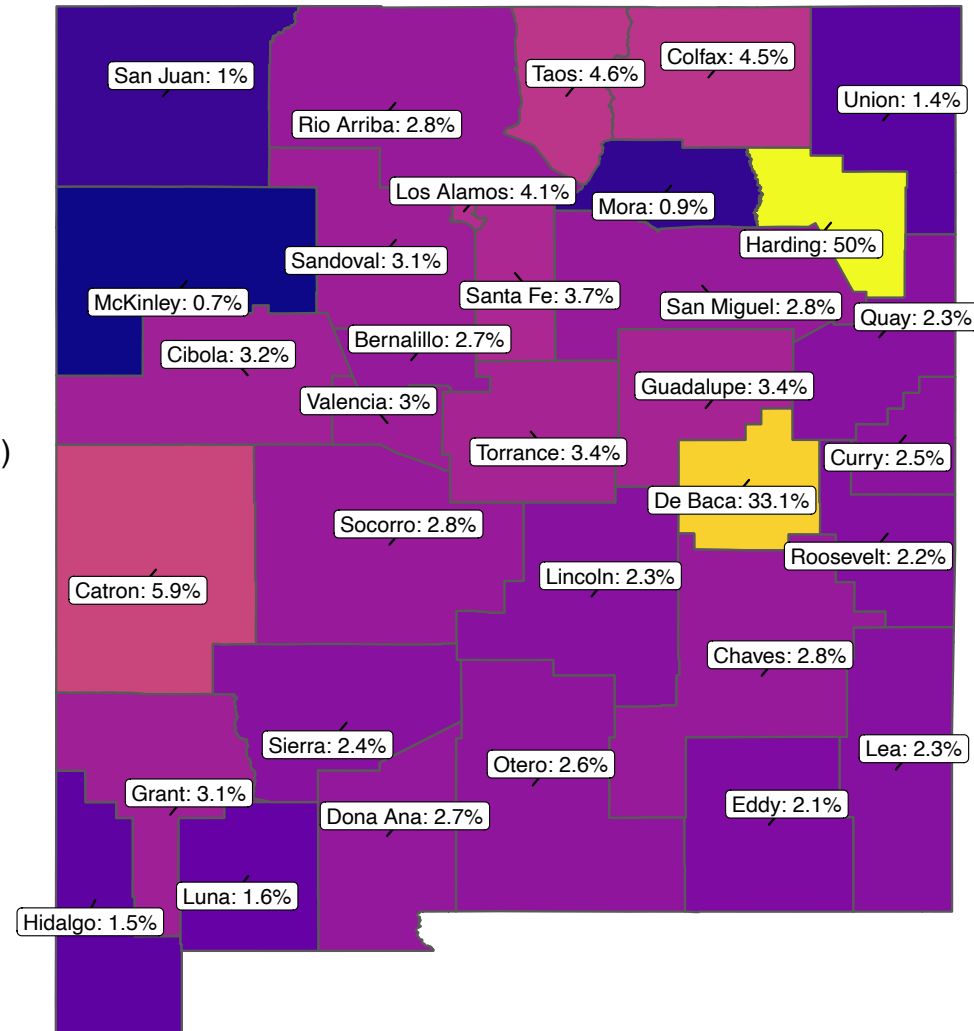 Colfax: 4.5%
Taos: 4.6%
San Juan: 1%
Union: 1.4%
Rio Arriba: 2.8%
Los Alamos: 4.1%
Mora: 0.9%
Harding: 50%
Sandoval: 3.1%
Santa Fe: 3.7%
McKinley: 0.7%
San Miguel: 2.8%
Quay: 2.3%
Bernalillo: 2.7%
Cibola: 3.2%
Guadalupe: 3.4%
Valencia: 3%
)
Torrance: 3.4%
Curry: 2.5%
De Baca: 33.1%
Socorro: 2.8%
Roosevelt: 2.2%
Lincoln: 2.3%
Catron: 5.9%
Chaves: 2.8%
Sierra: 2.4%
Lea: 2.3%
Otero: 2.6%
Grant: 3.1%
Eddy: 2.1%
Dona Ana: 2.7%
Luna: 1.6%
Hidalgo: 1.5%